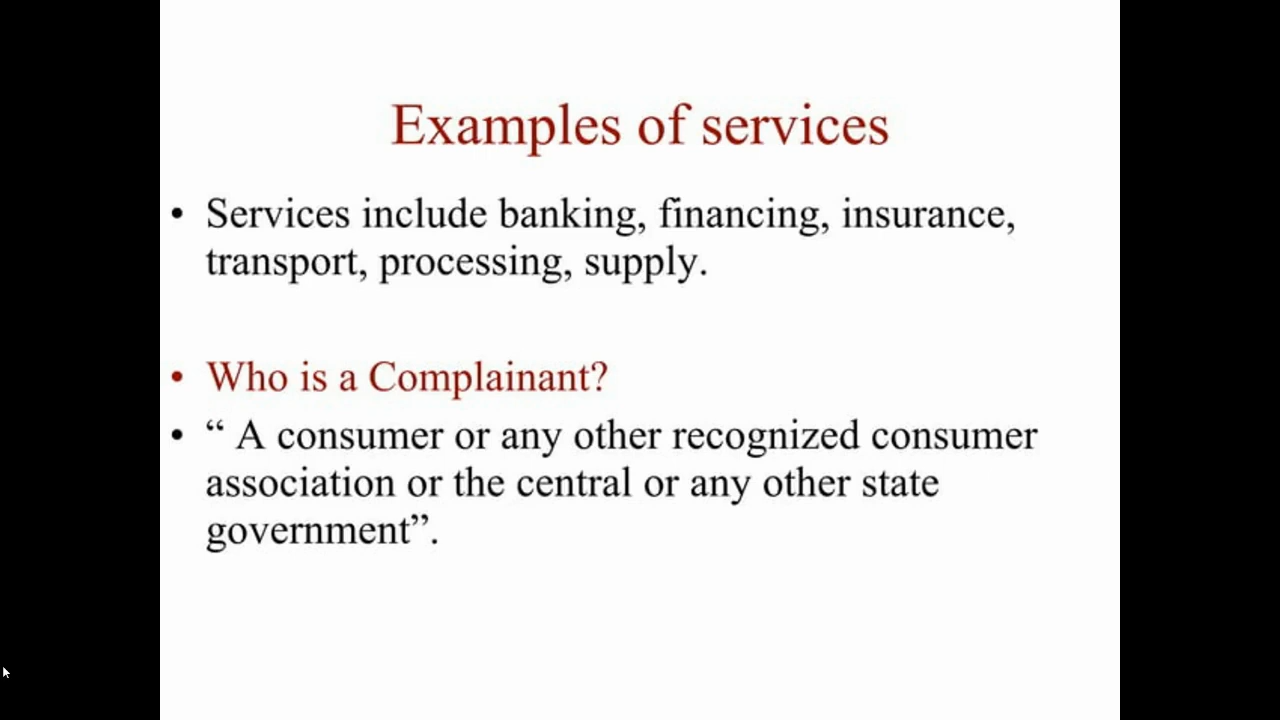 Examples of services
• Services include banking, financing, insurance,
transport, processing, supply.
• Who is a Complainant?
• “ A consumer or any other recognized consumer
association or the central or any other state
government”.